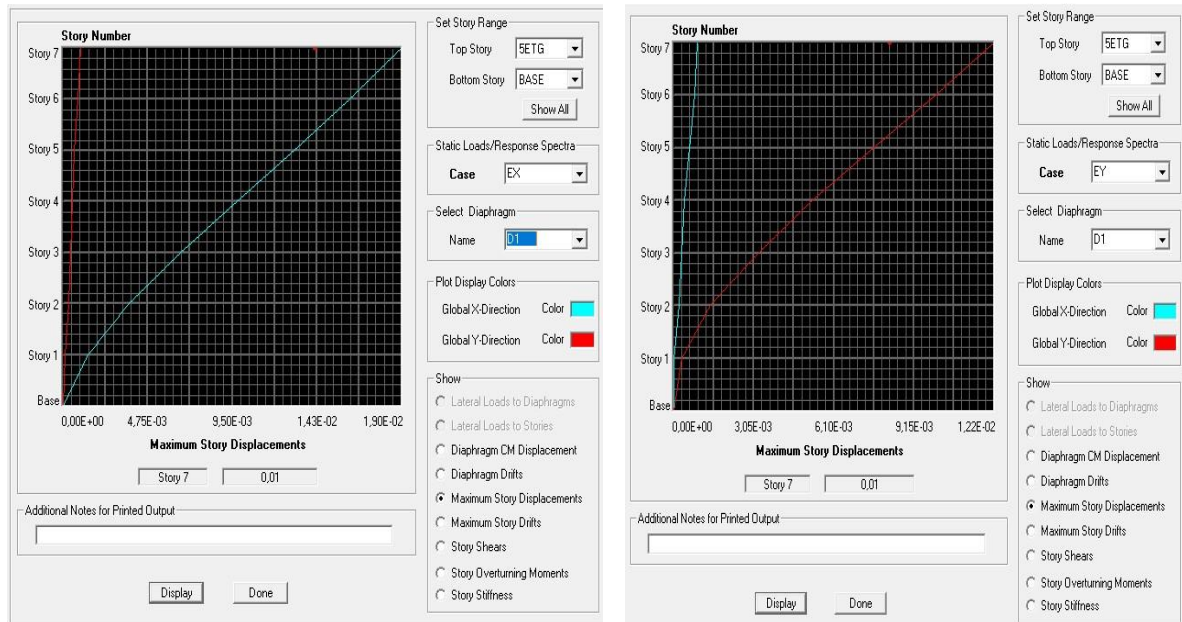 Story Number
Story 7
Story 6
Story 5
Story 4
Story 3
Story 2
Story 1
Base
0,00E+00 4,75E-03 9,50E-03 1,43E-02 1,90E-02
Maximum Story Displacements
Story 7 0,01
Additional Notes for Printed Output
Display Done
Set Story Range
Top Story 5ETG
Bottom Story BASE
Show All
Static Loads/Response Spectra
Case EX
Select Diaphragm
Name D1
Plot Display Colors
Global X-Direction Color
Global Y-Direction Color
Show
Lateral Loads to Diaphragms
Lateral Loads to Stories
Diaphragm CM Displacement
Diaphragm Drifts
Maximum Story Displacements
Maximum Story Drifts
Story Shears
Story Overturning Moments
Story Stiffness
Story Number
Story 7
Story 6
Story 5
Story 4
Story 3
Story 2
Story 1
Base
0,00E+00 3,05E-03 6,10E-03 9,15E-03 1,22E-02
Maximum Story Displacements
Story 7 0,01
Additional Notes for Printed Output
Display Done
Set Story Range
Top Story 5ETG
Bottom Story BASE
Show All
Static Loads/Response Spectra
Case EY
Select Diaphragm
Name D1
Plot Display Colors
Global X-Direction Color
Global Y-Direction Color
Show
Lateral Loads to Diaphragms
Lateral Loads to Stories
Diaphragm CM Displacement
Diaphragm Drifts
Maximum Story Displacements
Maximum Story Drifts
Story Shears
Story Overturning Moments
Story Stiffness